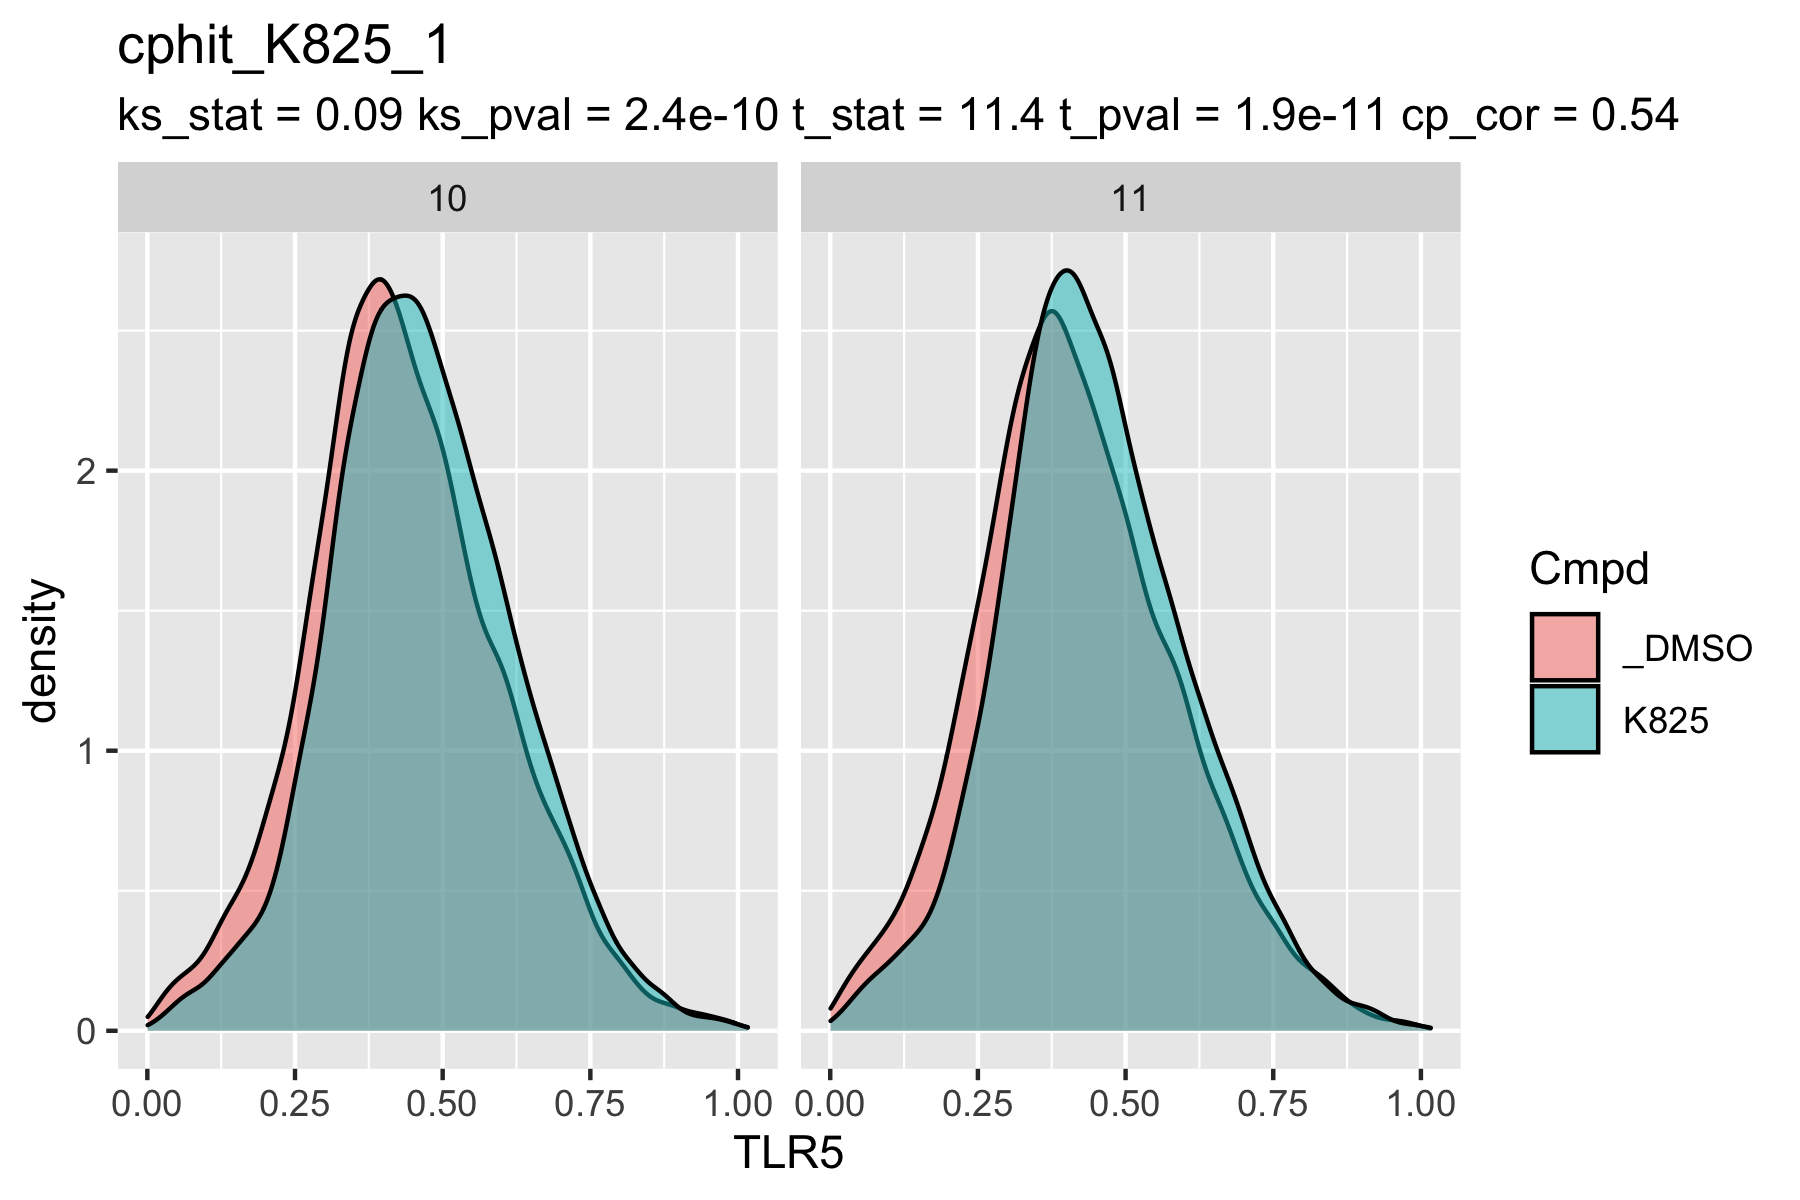 cphit_K825_1
ks_stat = 0.09 ks_pval = 2.4e-10 t_stat = 11.4 t_pval = 1.9e-11 cp_cor = 0.54
10 11
density
2
1
0
0.00 0.25 0.50 0.75 1.00 0.00 0.25 0.50 0.75 1.00
TLR5
Cmpd
_DMSO
K825